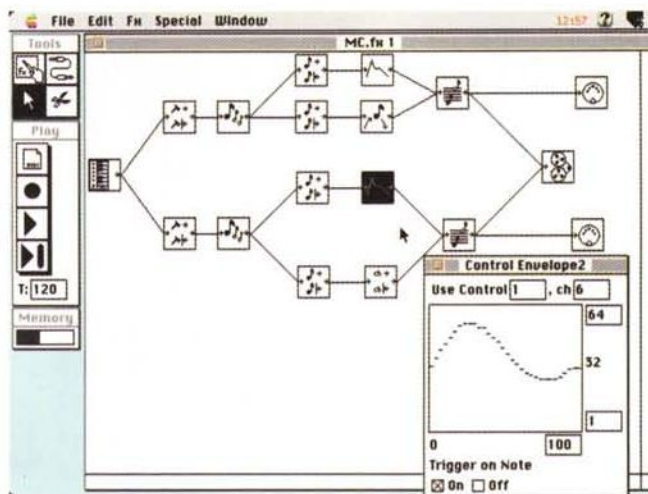 File Edit Fx Special Window 12:57
Tools
MC.fx 1
Play
T: 120
Memory
Control Envelope2
Use Control 1 , ch 6
64
32
1
0 100
Trigger on Note
On Off